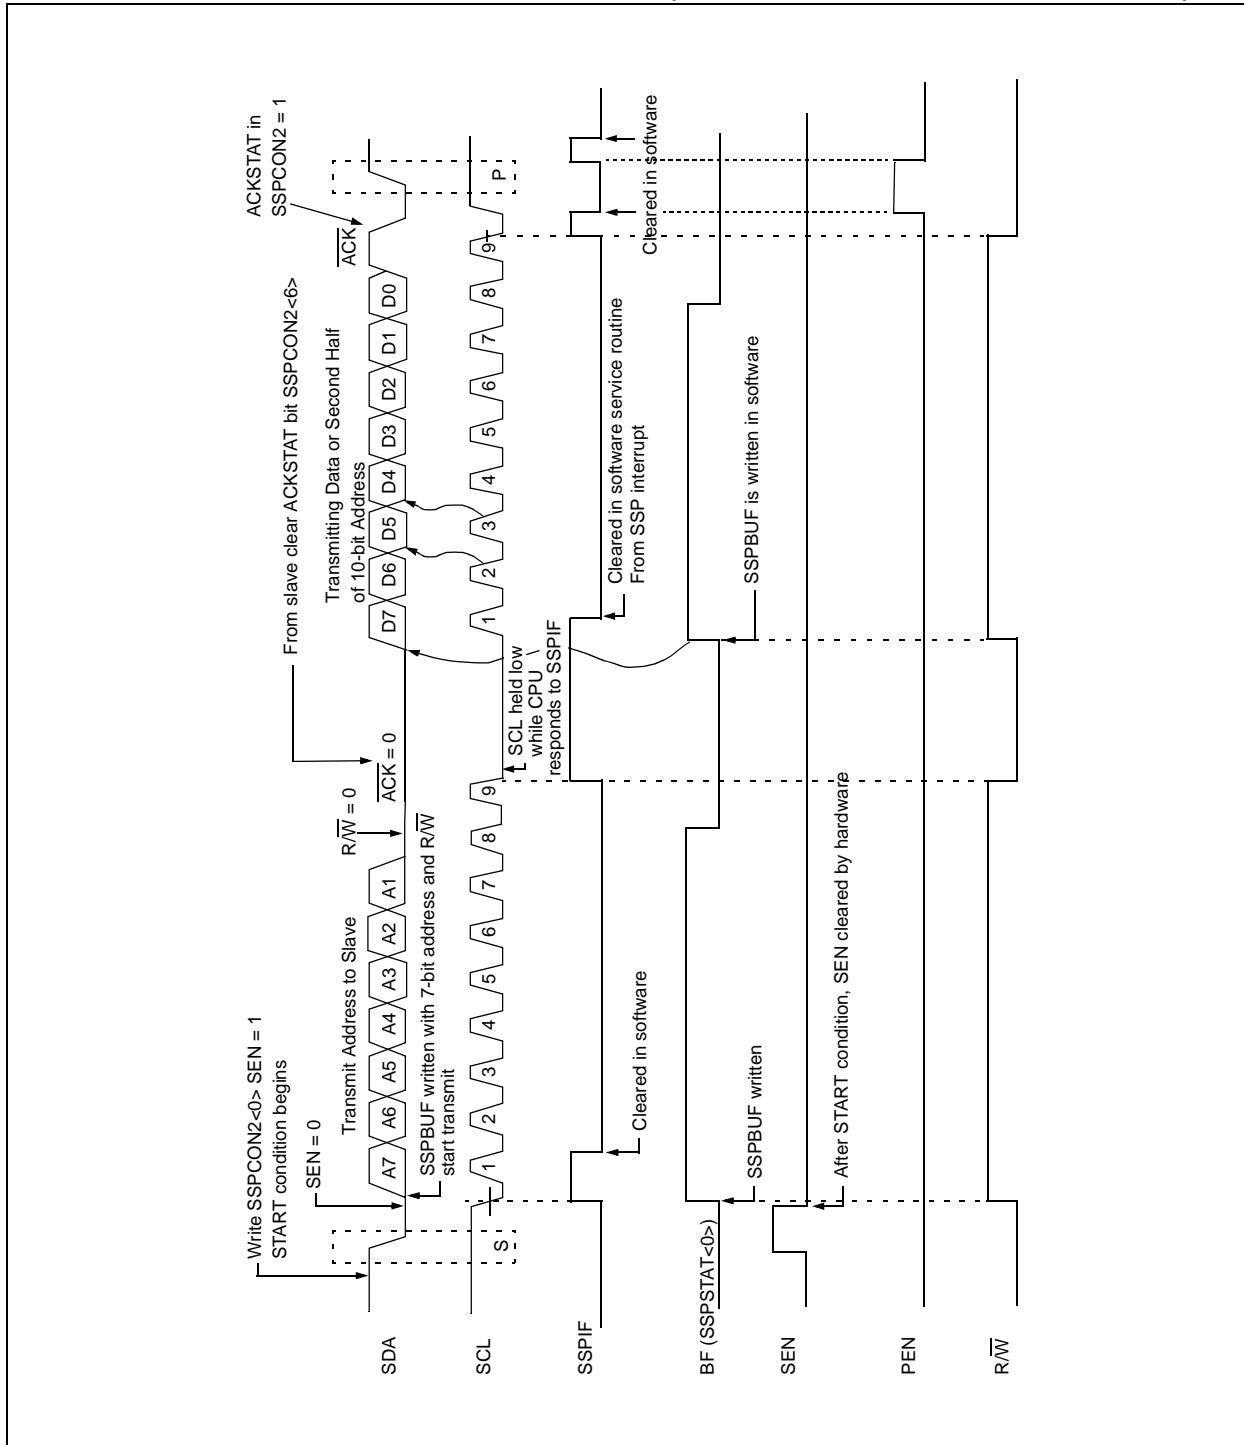 Write SSPCON2<0> SEN = 1
START condition begins
SEN = 0
Transmit Address to Slave
R/W = 0
From slave clear ACKSTAT bit SSPCON2<6>
ACK = 0
Transmitting Data or Second Half
of 10-bit Address
ACK
ACKSTAT in
SSPCON2 = 1
SDA
A7 A6 A5 A4 A3 A2 A1 D7 D6 D5 D4 D3 D2 D1 D0
SSPBUF written with 7-bit address and R/W
start transmit
SCL
S
1 2 3 4 5 6 7 8 9 1 2 3 4 5 6 7 8 9
P
SCL held low
while CPU
responds to SSPIF
SSPIF
Cleared in software
Cleared in software service routine
From SSP interrupt
Cleared in software
Cleared in software
BF (SSPSTAT<0>)
SSPBUF written
SSPBUF is written in software
SEN
After START condition, SEN cleared by hardware
PEN
R/W